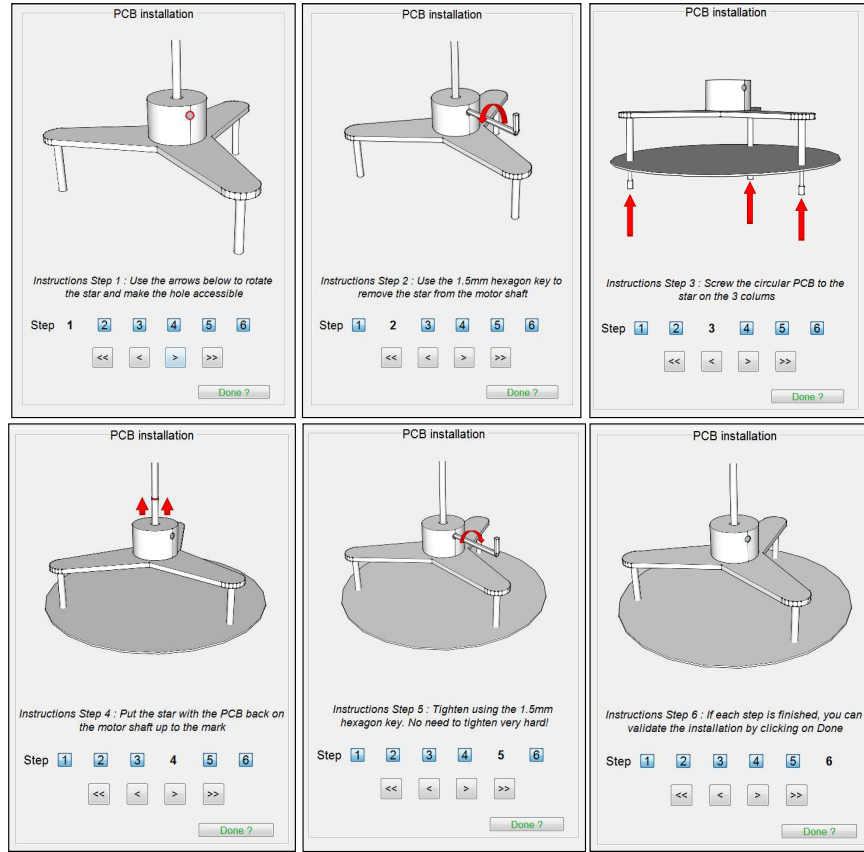 PCB installation
Instructions Step 1 : Use the arrows below to rotate
the star and make the hole accessible
Step 1 2 3 4 5 6
<< < > >>
Done ?
PCB installation
Instructions Step 2 : Use the 1.5mm hexagon key to
remove the star from the motor shaft
Step 1 2 3 4 5 6
<< < > >>
Done ?
PCB installation
Instructions Step 3 : Screw the circular PCB to the
star on the 3 colums
Step 1 2 3 4 5 6
<< < > >>
Done ?
PCB installation
Instructions Step 4 : Put the star with the PCB back on
the motor shaft up to the mark
Step 1 2 3 4 5 6
<< < > >>
Done ?
PCB installation
Instructions Step 5 : Tighten using the 1.5mm
hexagon key. No need to tighten very hard!
Step 1 2 3 4 5 6
<< < > >>
Done ?
PCB installation
Instructions Step 6 : If each step is finished, you can
validate the installation by clicking on Done
Step 1 2 3 4 5 6
<< < > >>
Done ?